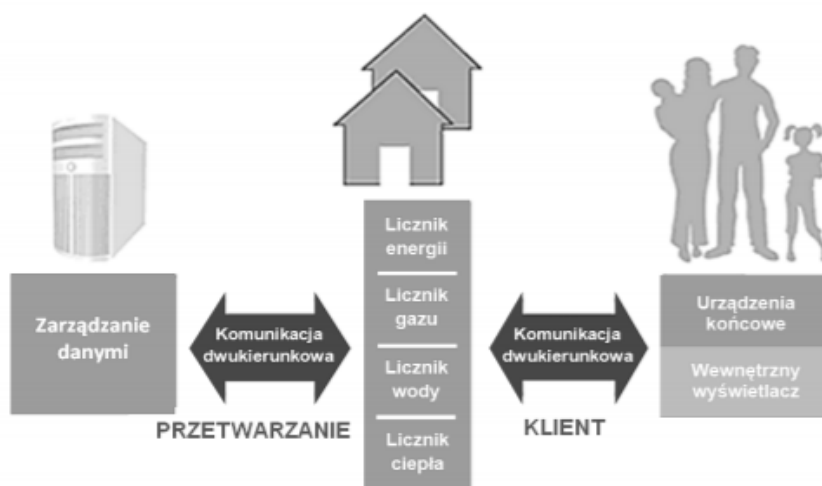 Zarządzanie
danymi
Komunikacja
dwukierunkowa
PRZETWARZANIE
Licznik
energii
Licznik
gazu
Licznik
wody
Licznik
ciepła
Komunikacja
dwukierunkowa
KLIENT
Urządzenia
końcowe
Wewnętrzny
wyświetlacz